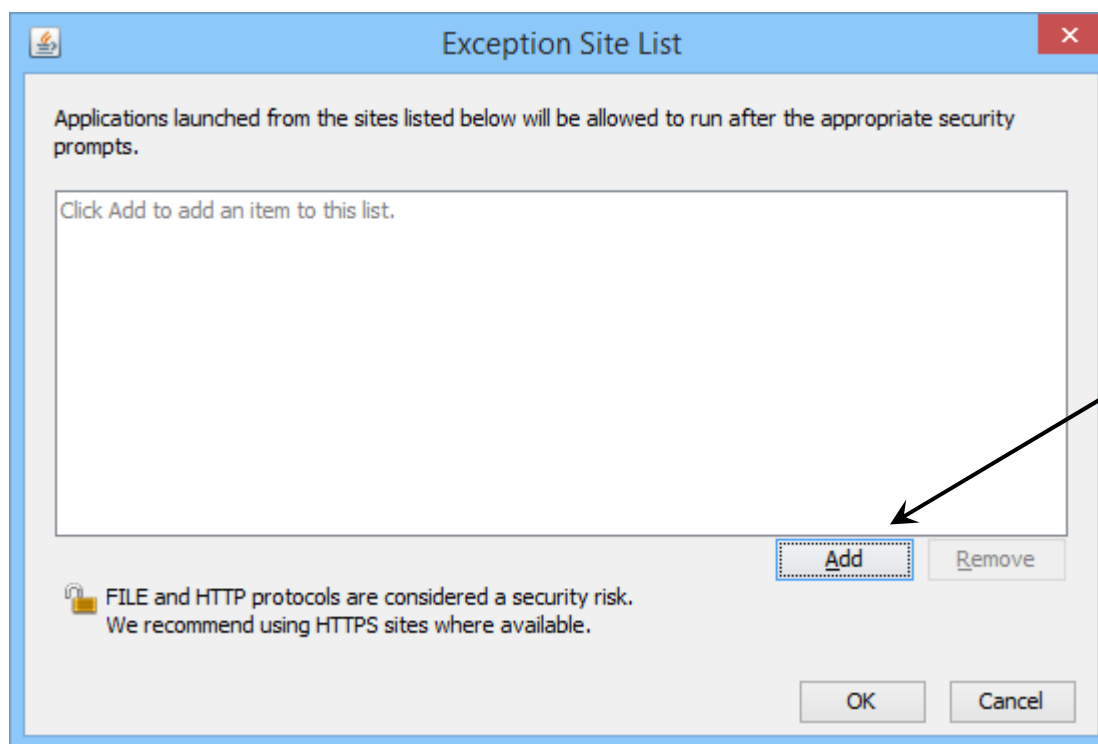 Exception Site List
Applications launched from the sites listed below will be allowed to run after the appropriate security
prompts.
Click Add to add an item to this list.
Add
Remove
FILE and HTTP protocols are considered a security risk.
We recommend using HTTPS sites where available.
OK
Cancel